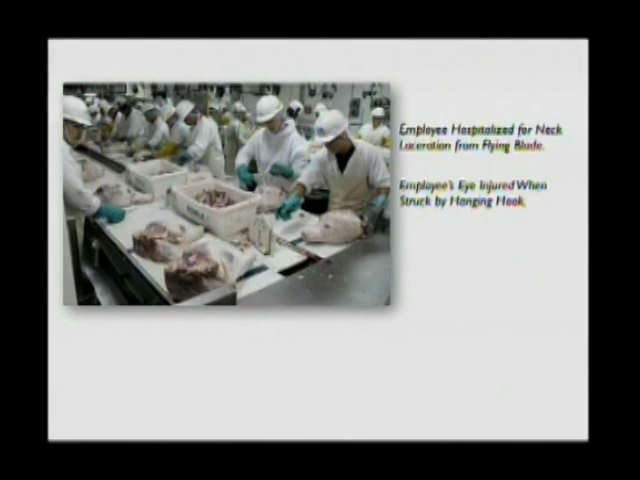 Employee Hospitalized for Neck
Laceration from Flying Blade.
Employee's Eye Injured When
Struck by Hanging Hook.